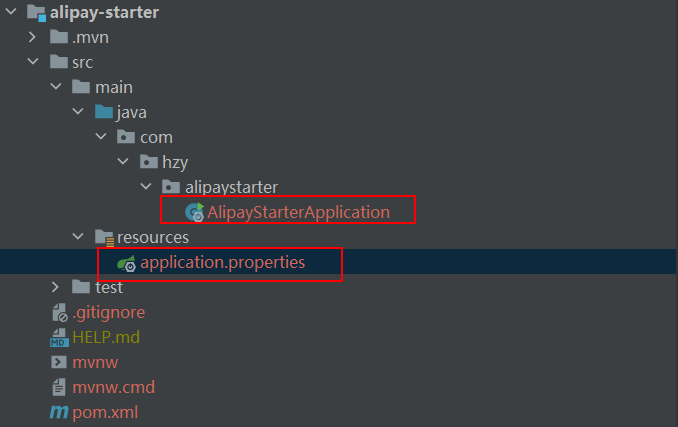 alipay-starter
.mvn
src
main
java
com
hzy
alipaystarter
AlipayStarterApplication
resources
application.properties
test
.gitignore
MD HELP.md
mvnw
mvnw.cmd
m pom.xml